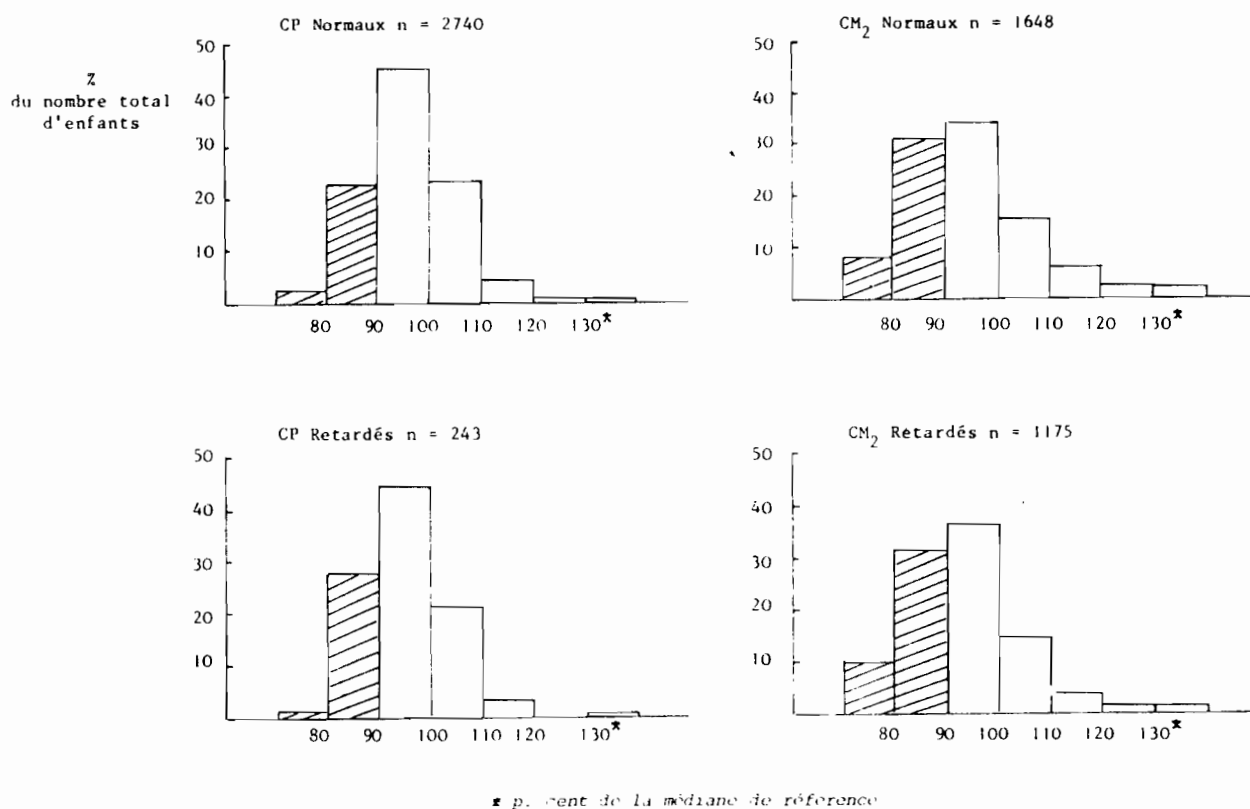 CP Normaux n = 2740
CM2 Normaux n = 1648
%
du nombre total
d'enfants
50
40
30
20
10
80 90 100 110 120 130*
50
40
30
20
10
80 90 100 110 120 130*
CP Retardés n = 243
CM2 Retardés n = 1175
50
40
30
20
10
80 90 100 110 120 130*
50
40
30
20
10
80 90 100 110 120 130*
* p. cent de la médiane de référence